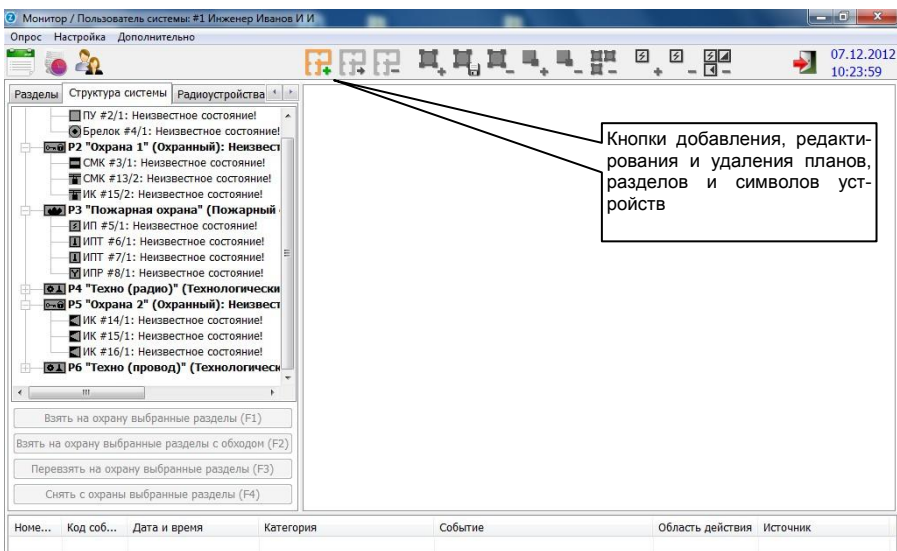 Монитор / Пользователь системы: #1 Инженер Иванов И И
Опрос Настройка Дополнительно
07.12.2012
10:23:59
Разделы Структура системы Радиоустройства
ПУ #2/1: Неизвестное состояние!
Брелок #4/1: Неизвестное состояние!
Р2 "Охрана 1" (Охранный): Неизвест
СМК #3/1: Неизвестное состояние!
СМК #13/2: Неизвестное состояние!
ИК #15/2: Неизвестное состояние!
Р3 "Пожарная охрана" (Пожарный
ИП #5/1: Неизвестное состояние!
ИПТ #6/1: Неизвестное состояние!
ИПТ #7/1: Неизвестное состояние!
ИПР #8/1: Неизвестное состояние!
Р4 "Техно (радио)" (Технологически
Р5 "Охрана 2" (Охранный): Неизвест
ИК #14/1: Неизвестное состояние!
ИК #15/1: Неизвестное состояние!
ИК #16/1: Неизвестное состояние!
Р6 "Техно (провод)" (Технологическ
Взять на охрану выбранные разделы (F1)
Взять на охрану выбранные разделы с обходом (F2)
Перевзять на охрану выбранные разделы (F3)
Снять с охраны выбранные разделы (F4)
Кнопки добавления, редакти-
рования и удаления планов,
разделов и символов уст-
ройств
Номе... Код соб... Дата и время Категория Событие Область действия Источник